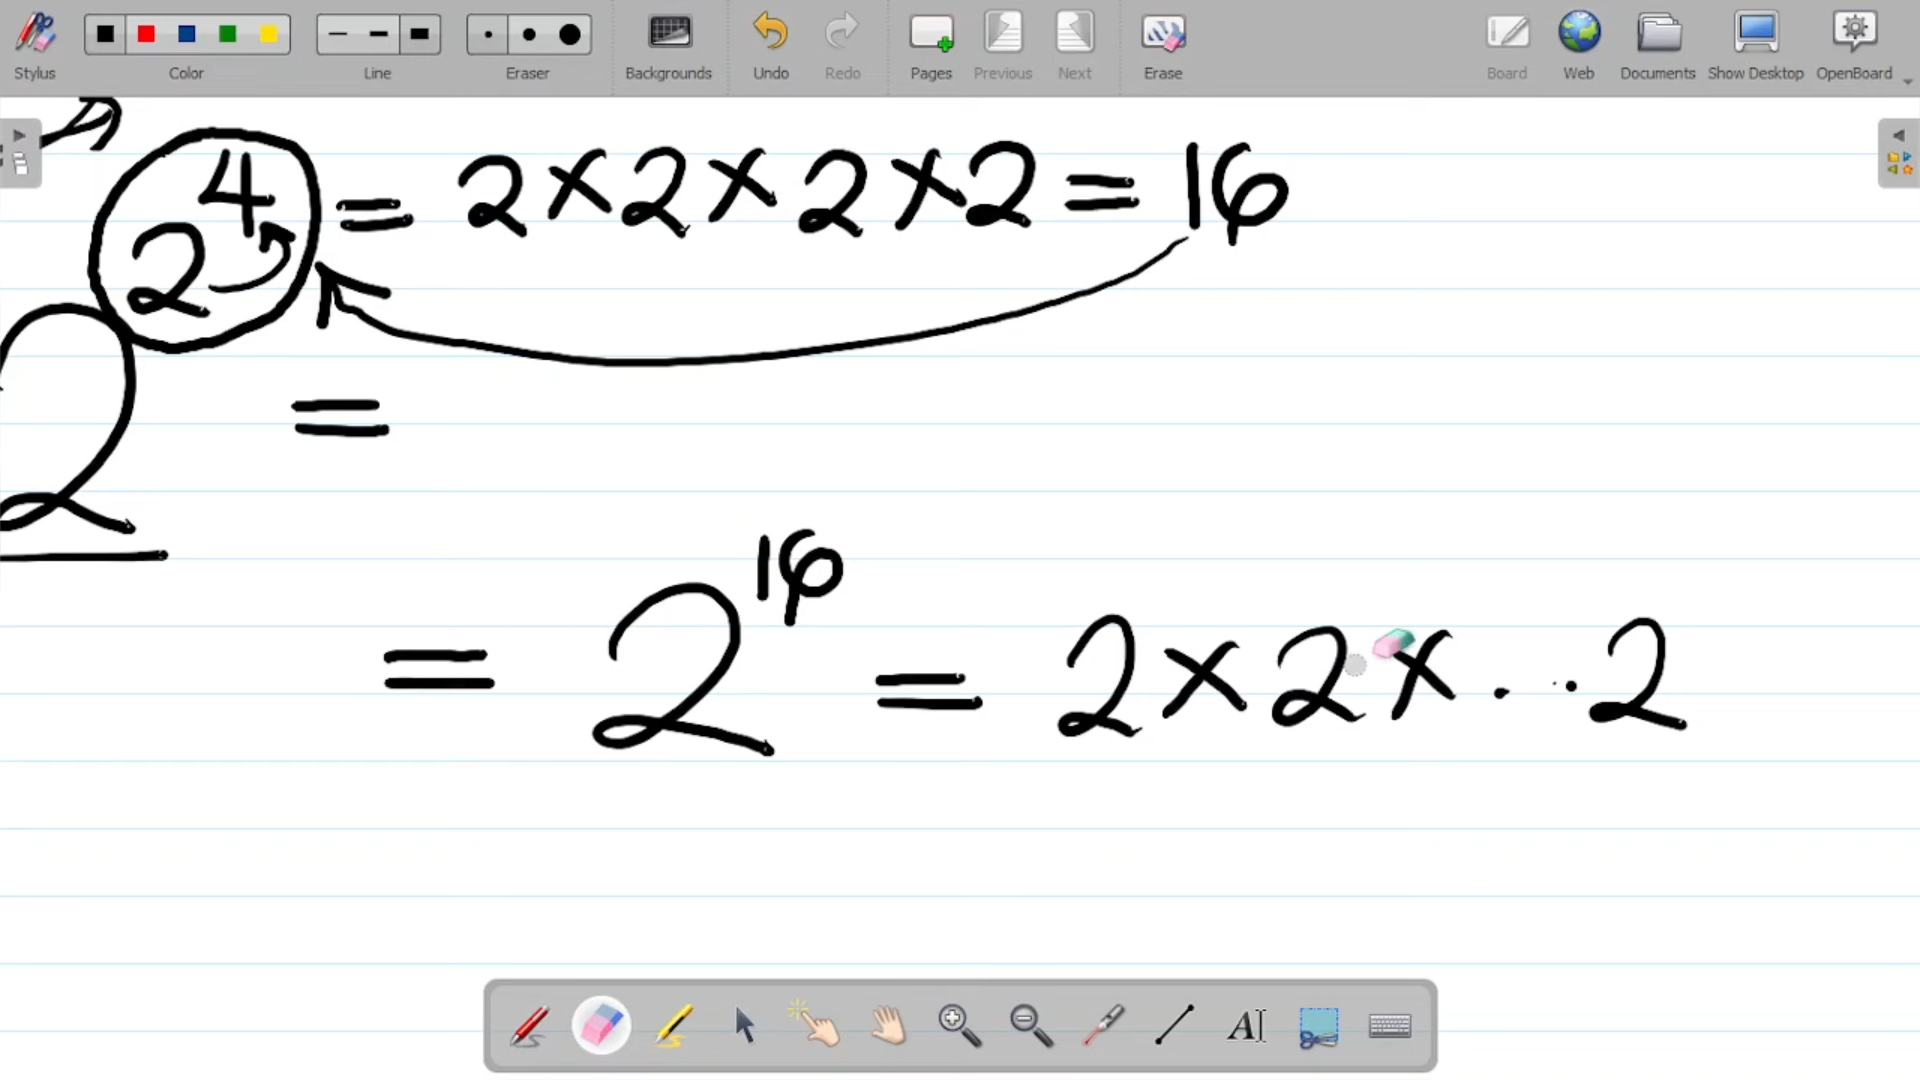 Stylus Color Line Eraser Backgrounds Undo Redo Pages Previous Next Erase Board Web Documents Show Desktop OpenBoard
2^4 = 2×2×2×2 = 16
2 =
= 2^16 = 2×2×...2